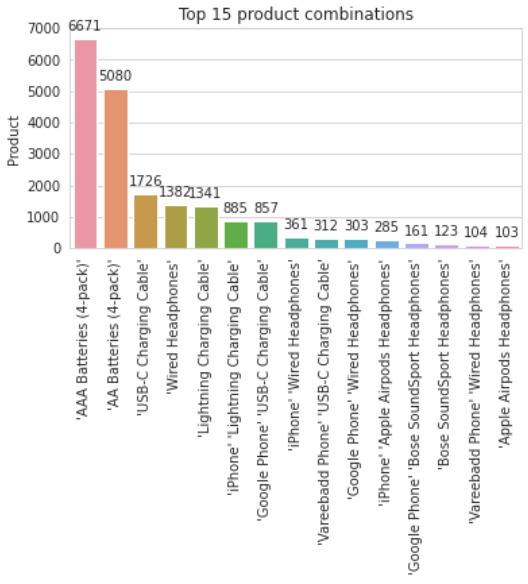 Top 15 product combinations
Product
7000
6000
5000
4000
3000
2000
1000
0
6671
5080
1726
1382
1341
885
857
361
312
303
285
161
123
104
103
'AAA Batteries (4-pack)'
'AA Batteries (4-pack)'
'USB-C Charging Cable'
'Wired Headphones'
'Lightning Charging Cable'
'iPhone' 'Lightning Charging Cable'
'Google Phone' 'USB-C Charging Cable'
'iPhone' 'Wired Headphones'
'Vareebadd Phone' 'USB-C Charging Cable'
'Google Phone' 'Wired Headphones'
'iPhone' 'Apple Airpods Headphones'
'Google Phone' 'Bose SoundSport Headphones'
'Bose SoundSport Headphones'
'Vareebadd Phone' 'Wired Headphones'
'Apple Airpods Headphones'